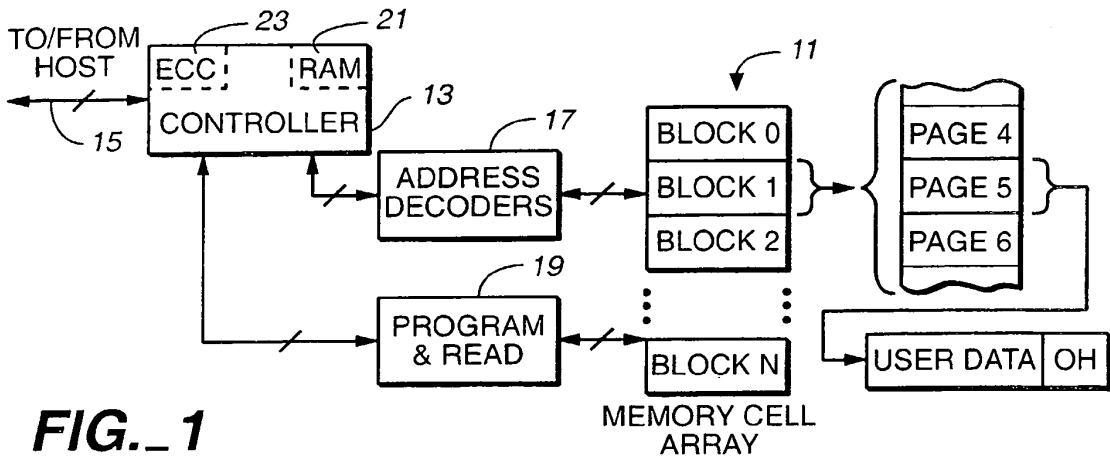 TO/FROM
HOST
15
23
21
ECC
RAM
CONTROLLER
13
17
ADDRESS
DECODERS
19
PROGRAM
& READ
11
BLOCK 0
BLOCK 1
BLOCK 2
BLOCK N
MEMORY CELL
ARRAY
PAGE 4
PAGE 5
PAGE 6
USER DATA
OH
FIG._1